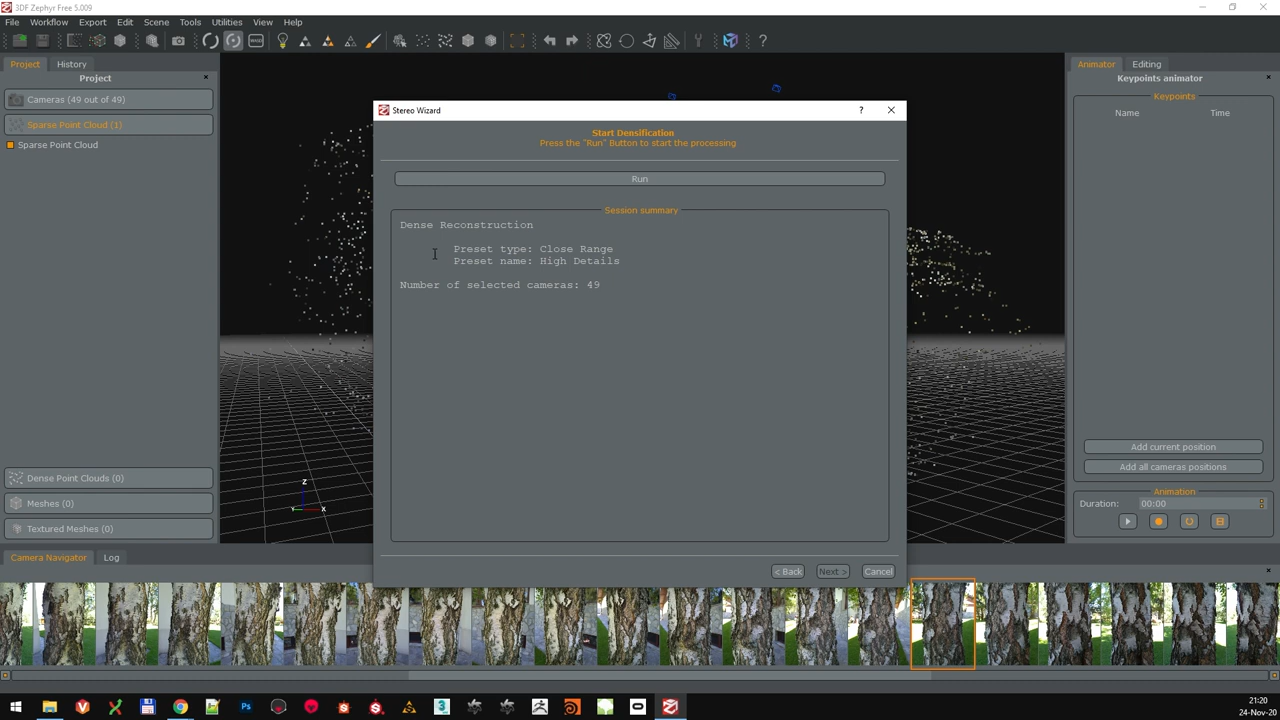 3DF Zephyr Free 5.009
File Workflow Export Edit Scene Tools Utilities View Help
Project History
Project
Cameras (49 out of 49)
Sparse Point Cloud (1)
Sparse Point Cloud
Dense Point Clouds (0)
Meshes (0)
Textured Meshes (0)
Stereo Wizard
?
Start Densification
Press the "Run" Button to start the processing
Run
Session summary
Dense Reconstruction
Preset type: Close Range
Preset name: High Details
Number of selected cameras: 49
< Back Next > Cancel
Z
Y X
Animator Editing
Keypoints animator
Keypoints
Name Time
Add current position
Add all cameras positions
Animation
Duration: 00:00
Camera Navigator Log
21:20
24-Nov-20